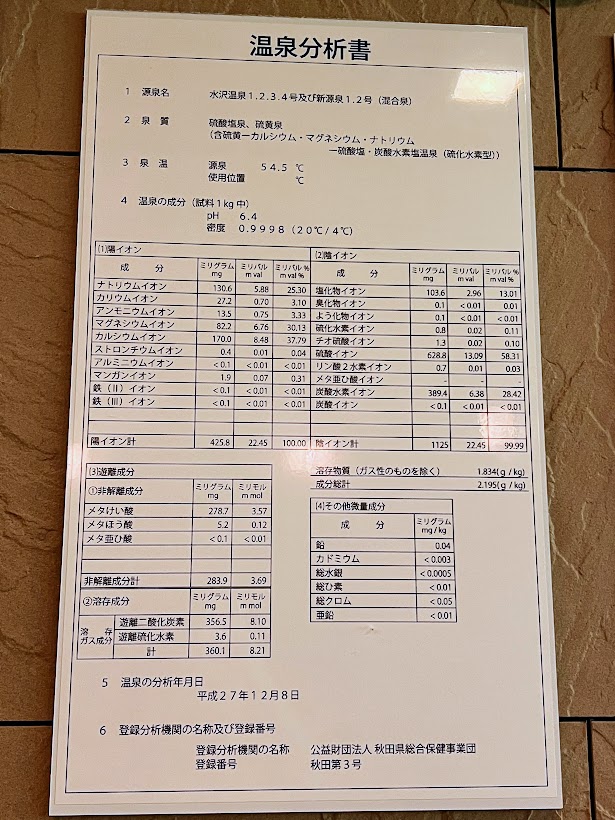 温泉分析書
1 源泉名 水沢温泉1.2.3.4号及び新源泉1.2号（混合泉）
2 泉質 硫酸塩泉、硫黄泉
（含硫黄ーカルシウム・マグネシウム・ナトリウム
ー硫酸塩・炭酸水素塩温泉（硫化水素型））
3 泉温 源泉 54.5 ℃
使用位置 ℃
4 温泉の成分（試料1kg中）
pH 6.4
密度 0.9998（20℃/4℃）
(1)陽イオン
成分 ミリグラム mg ミリバル m val ミリバル% m val%
ナトリウムイオン 130.6 5.88 25.30
カリウムイオン 27.2 0.70 3.10
アンモニウムイオン 13.5 0.75 3.33
マグネシウムイオン 82.2 6.76 30.13
カルシウムイオン 170.0 8.48 37.79
ストロンチウムイオン 0.4 0.01 0.04
アルミニウムイオン <0.1 <0.01 <0.01
マンガンイオン 1.9 0.07 0.31
鉄（Ⅱ）イオン <0.1 <0.01 <0.01
鉄（Ⅲ）イオン <0.1 <0.01 <0.01
陽イオン計 425.8 22.45 100.00
(2)陰イオン
成分 ミリグラム mg ミリバル m val ミリバル% m val%
塩化物イオン 103.6 2.96 13.01
臭化物イオン 0.1 <0.01 0.01
よう化物イオン 0.1 <0.01 <0.01
硫化水素イオン 0.8 0.02 0.11
チオ硫酸イオン 1.3 0.02 0.10
硫酸イオン 628.8 13.09 58.31
リン酸2水素イオン 0.7 0.01 0.03
メタ亜ひ酸イオン - - -
炭酸水素イオン 389.4 6.38 28.42
炭酸イオン <0.1 <0.01 <0.01
陰イオン計 1125 22.45 99.99
(3)遊離成分
①非解離成分 ミリグラム mg ミリモル m mol
メタけい酸 278.7 3.57
メタほう酸 5.2 0.12
メタ亜ひ酸 <0.1 <0.01
非解離成分計 283.9 3.69
②溶存成分 ミリグラム mg ミリモル m mol
溶存ガス成分
遊離二酸化炭素 356.5 8.10
遊離硫化水素 3.6 0.11
計 360.1 8.21
溶存物質（ガス性のものを除く） 1.834(g/kg)
成分総計 2.195(g/kg)
(4)その他微量成分
成分 ミリグラム mg/kg
鉛 0.04
カドミウム <0.003
総水銀 <0.0005
総ひ素 <0.01
総クロム <0.05
亜鉛 <0.01
5 温泉の分析年月日
平成27年12月8日
6 登録分析機関の名称及び登録番号
登録分析機関の名称 公益財団法人 秋田県総合保健事業団
登録番号 秋田第3号